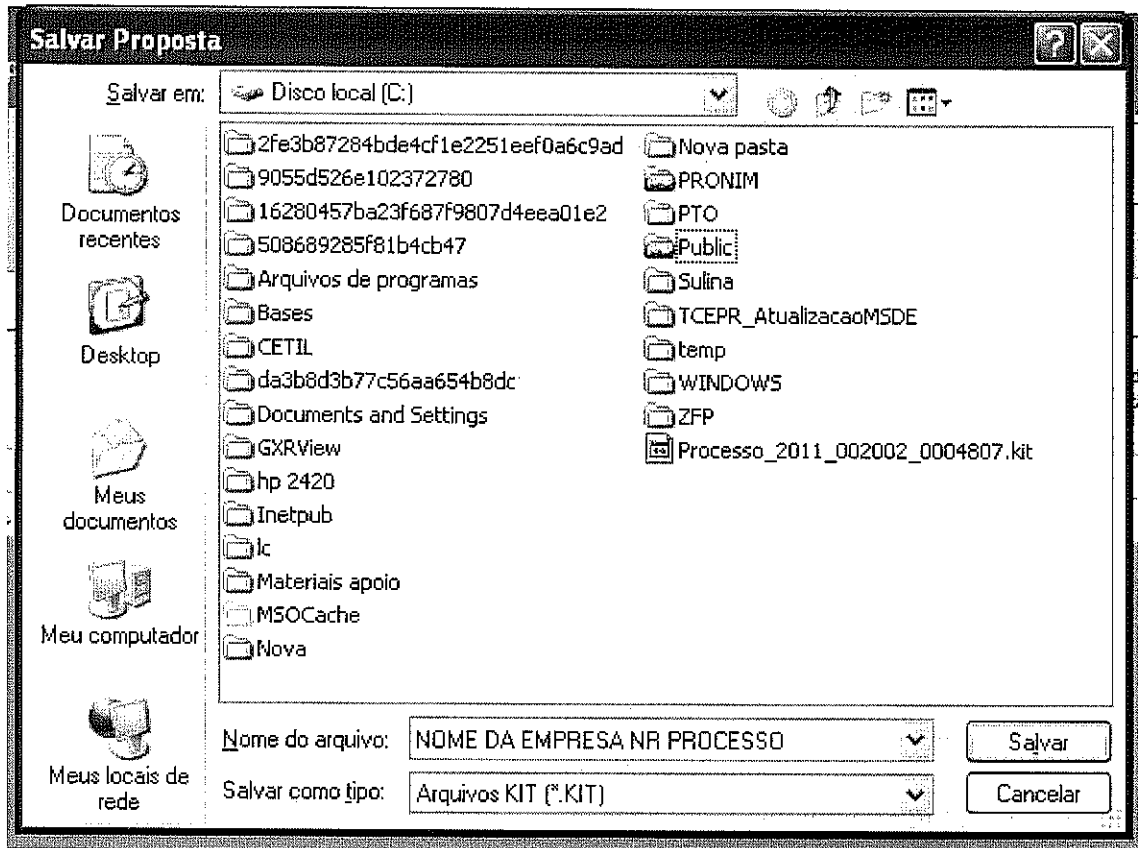 Salvar Proposta
Salvar em:
Disco local (C:)
Documentos
recentes
Desktop
Meus
documentos
Meu computador
Meus locais de
rede
2fe3b87284bde4cf1e2251eef0a6c9ad
9055d526e102372780
16280457ba23f687f9807d4eea01e2
508689285f81b4cb47
Arquivos de programas
Bases
CETIL
da3b8d3b77c56aa654b8dc
Documents and Settings
GXRView
hp 2420
Inetpub
lc
Materiais apoio
MSOCache
Nova
Nova pasta
PRONIM
PTO
Public
Sulina
TCEPR_AtualizacaoMSDE
temp
WINDOWS
ZFP
Processo_2011_002002_0004807.kit
Nome do arquivo:
NOME DA EMPRESA NR PROCESSO
Salvar
Salvar como tipo:
Arquivos KIT (*.KIT)
Cancelar